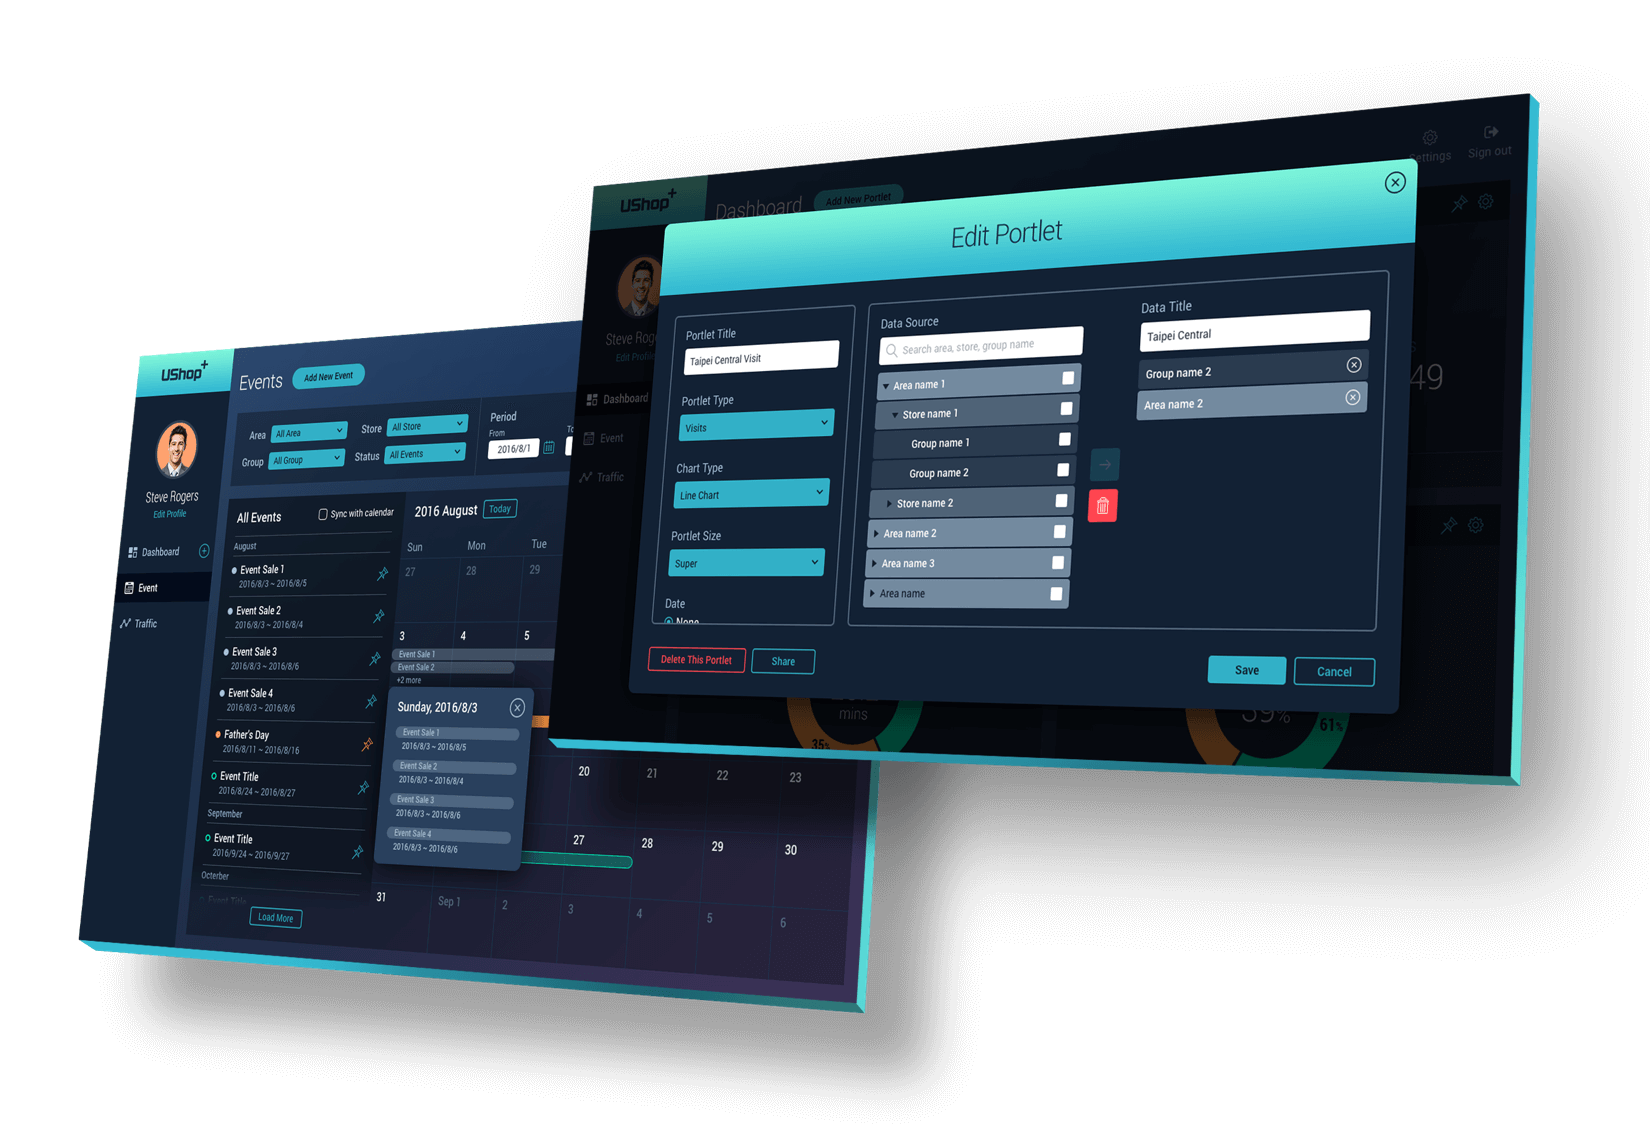 UShop+
Events
Add New Event
Area
All Area
Store
All Store
Group
All Group
Status
All Events
Period
From
2016/8/1
Steve Rogers
Edit Profile
Dashboard
Event
Traffic
All Events
Sync with calendar
August
Event Sale 1
2016/8/3 ~ 2016/8/5
Event Sale 2
2016/8/3 ~ 2016/8/4
Event Sale 3
2016/8/3 ~ 2016/8/6
Event Sale 4
2016/8/3 ~ 2016/8/6
Father's Day
2016/8/11 ~ 2016/8/16
Event Title
2016/8/24 ~ 2016/8/27
September
Event Title
2016/9/24 ~ 2016/9/27
Octerber
Event Title
Load More
2016 August
Today
Sun
Mon
Tue
27
28
29
3
4
5
Event Sale 1
Event Sale 2
+2 more
Sunday, 2016/8/3
Event Sale 1
2016/8/3 ~ 2016/8/5
Event Sale 2
2016/8/3 ~ 2016/8/4
Event Sale 3
2016/8/3 ~ 2016/8/6
Event Sale 4
2016/8/3 ~ 2016/8/6
20
21
22
23
27
28
29
30
31
Sep 1
2
3
4
5
6
UShop+
Dashboard
Add New Portlet
Settings
Sign out
Steve Rog
Edit Profile
Dashboard
Event
Traffic
Edit Portlet
Portlet Title
Taipei Central Visit
Portlet Type
Visits
Chart Type
Line Chart
Portlet Size
Super
Date
None
Data Source
Search area, store, group name
Area name 1
Store name 1
Group name 1
Group name 2
Store name 2
Area name 2
Area name 3
Area name
Data Title
Taipei Central
Group name 2
Area name 2
Delete This Portlet
Share
Save
Cancel
49
mins
35%
39%
61%